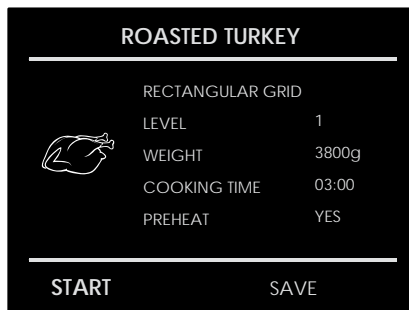 ROASTED TURKEY
RECTANGULAR GRID
LEVEL 1
WEIGHT 3800g
COOKING TIME 03:00
PREHEAT YES
START SAVE